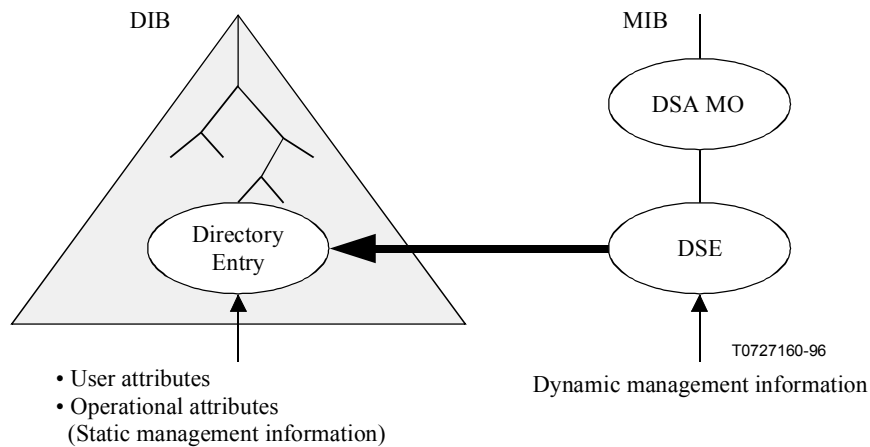 DIB
MIB
DSA MO
Directory
Entry
DSE
T0727160-96
• User attributes
• Operational attributes
(Static management information)
Dynamic management information